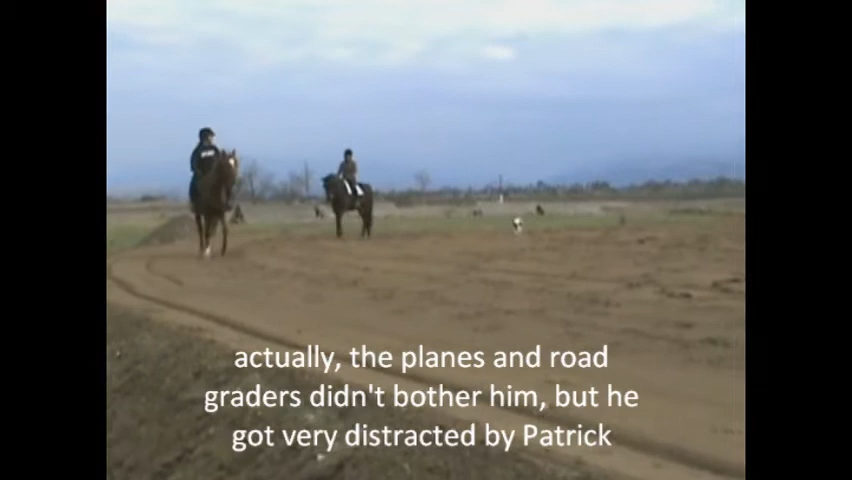 actually, the planes and road
graders didn't bother him, but he
got very distracted by Patrick